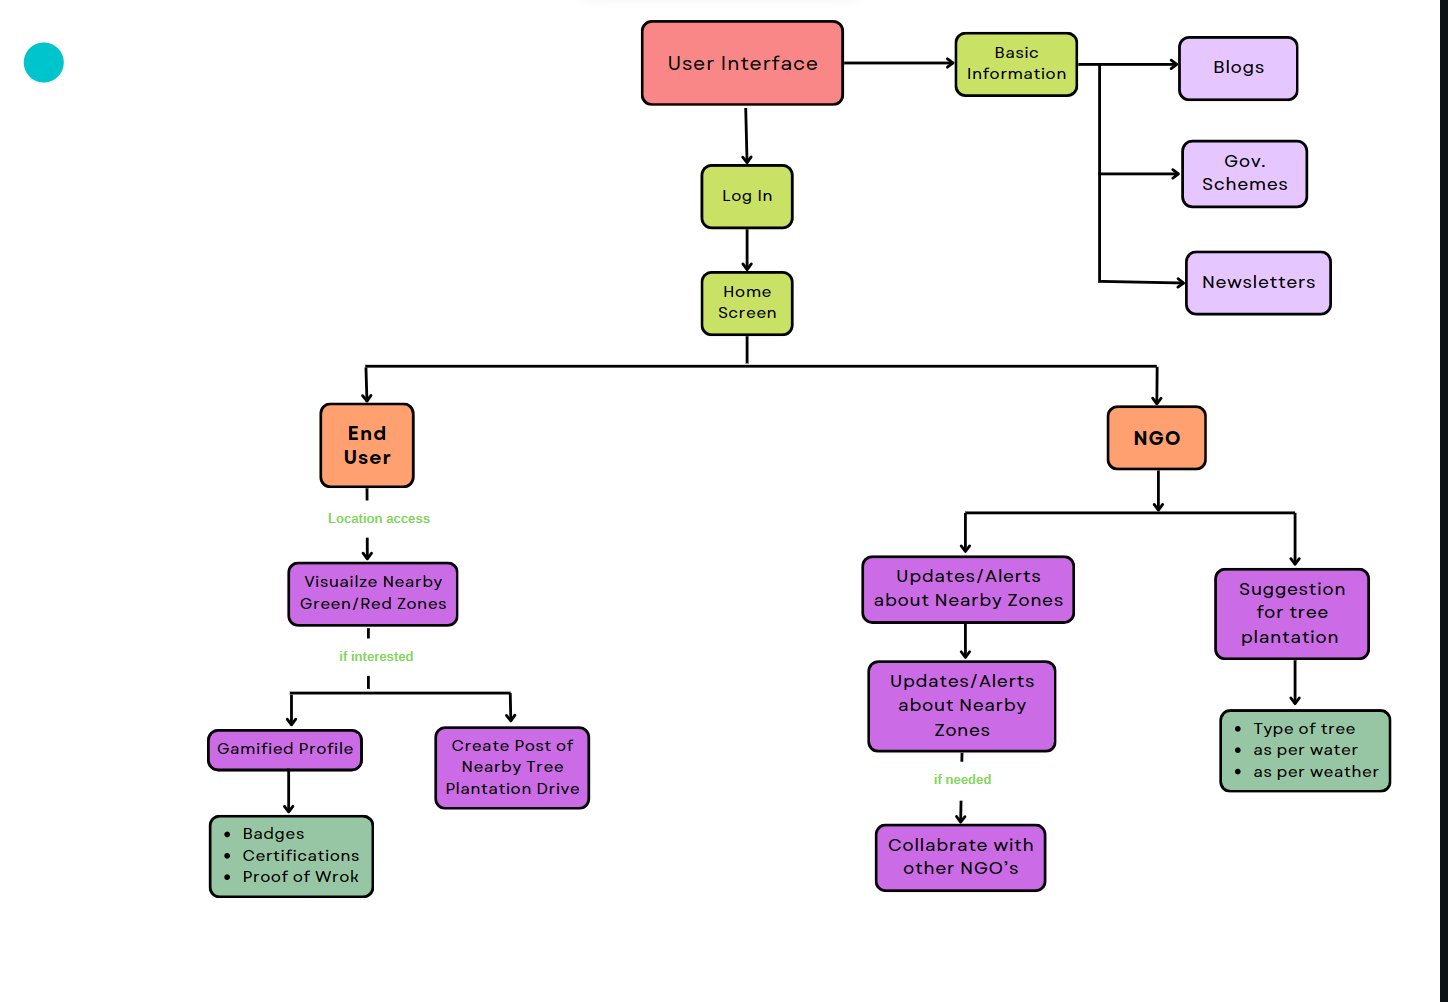 User Interface
Basic
Information
Blogs
Gov.
Schemes
Newsletters
Log In
Home
Screen
End
User
NGO
Location access
Visuailze Nearby
Green/Red Zones
if interested
Gamified Profile
Create Post of
Nearby Tree
Plantation Drive
• Badges
• Certifications
• Proof of Wrok
Updates/Alerts
about Nearby Zones
Updates/Alerts
about Nearby
Zones
if needed
Collabrate with
other NGO’s
Suggestion
for tree
plantation
• Type of tree
• as per water
• as per weather